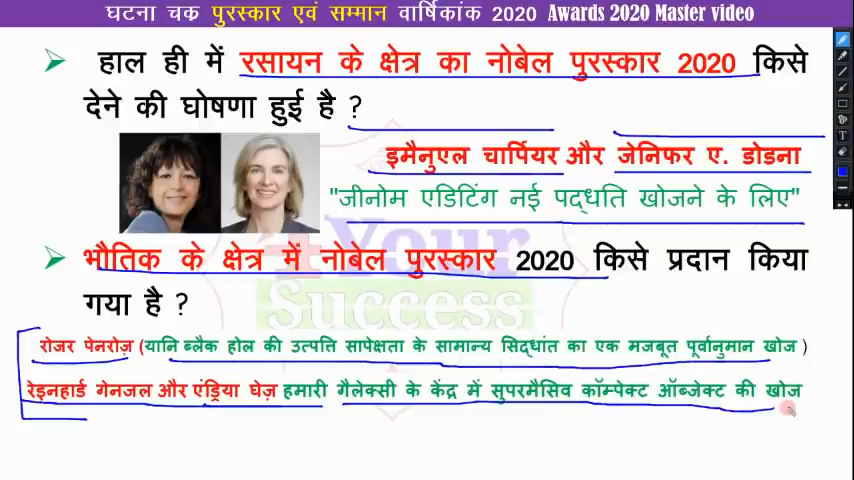 घटना चक्र पुरस्कार एवं सम्मान वार्षिकांक 2020 Awards 2020 Master video
हाल ही में रसायन के क्षेत्र का नोबेल पुरस्कार 2020 किसे
देने की घोषणा हुई है ?
इमैनुएल चार्पियर और जेनिफर ए. डोडना
"जीनोम एडिटिंग नई पद्धति खोजने के लिए"
भौतिक के क्षेत्र में नोबेल पुरस्कार 2020 किसे प्रदान किया
गया है ?
Your
Success
रोजर पेनरोज़ (यानि ब्लैक होल की उत्पत्ति सापेक्षता के सामान्य सिद्धांत का एक मजबूत पूर्वानुमान खोज )
रेइनहार्ड गेनजल और एंड्रिया घेज़ हमारी गैलेक्सी के केंद्र में सुपरमैसिव कॉम्पेक्ट ऑब्जेक्ट की खोज